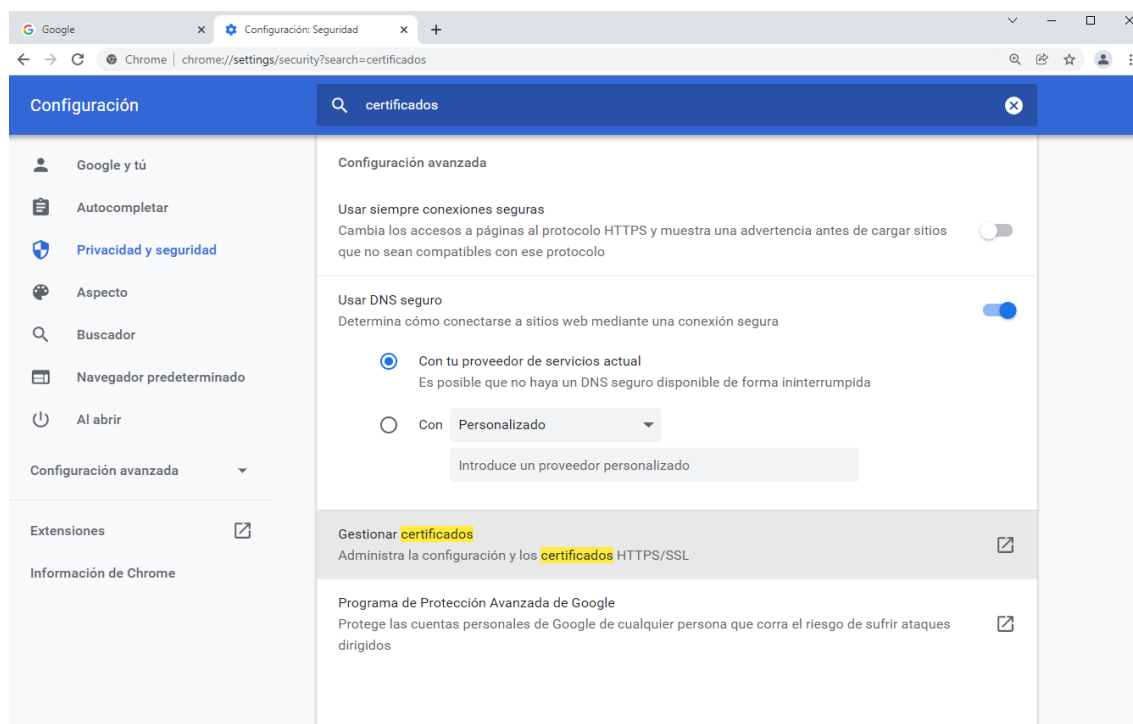 Google
Configuración: Seguridad
Chrome | chrome://settings/security?search=certificados
Configuración
certificados
Google y tú
Autocompletar
Privacidad y seguridad
Aspecto
Buscador
Navegador predeterminado
Al abrir
Configuración avanzada
Extensiones
Información de Chrome
Configuración avanzada
Usar siempre conexiones seguras
Cambia los accesos a páginas al protocolo HTTPS y muestra una advertencia antes de cargar sitios
que no sean compatibles con ese protocolo
Usar DNS seguro
Determina cómo conectarse a sitios web mediante una conexión segura
Con tu proveedor de servicios actual
Es posible que no haya un DNS seguro disponible de forma ininterrumpida
Con Personalizado
Introduce un proveedor personalizado
Gestionar certificados
Administra la configuración y los certificados HTTPS/SSL
Programa de Protección Avanzada de Google
Protege las cuentas personales de Google de cualquier persona que corra el riesgo de sufrir ataques
dirigidos